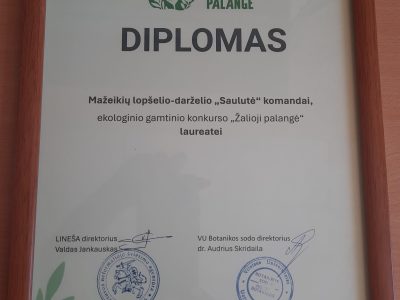 PALANGĖ
DIPLOMAS
Mažeikių lopšelio-darželio „Saulutė“ komandai,
ekologinio gamtinio konkurso „Žalioji palangė“
laureatei
LINEŠA direktorius
Valdas Jankauskas
VU Botanikos sodo direktorius
dr. Audrius Skridaila